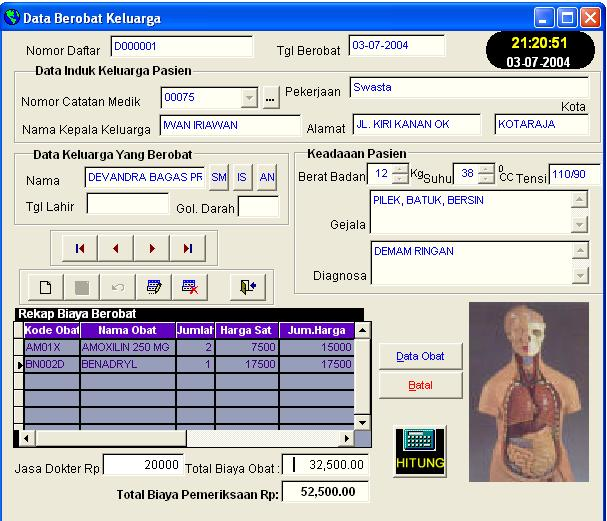 Data Berobat Keluarga
Nomor Daftar D000001 Tgl Berobat 03-07-2004 21:20:51
03-07-2004
Data Induk Keluarga Pasien
Nomor Catatan Medik 00075 ... Pekerjaan Swasta
Kota
Nama Kepala Keluarga IWAN IRIAWAN Alamat JL. KIRI KANAN OK KOTARAJA
Data Keluarga Yang Berobat Keadaaan Pasien
Nama DEVANDRA BAGAS PR SM IS AN Berat Badan 12 Kg Suhu 38 0CC Tensi 110/90
Tgl Lahir Gol. Darah
Gejala PILEK, BATUK, BERSIN
Diagnosa DEMAM RINGAN
Rekap Biaya Berobat
Kode Obat Nama Obat Jumlah Harga Sat Jum.Harga
AM01X AMOXILIN 250 MG 2 7500 15000
BN002D BENADRYL 1 17500 17500
Data Obat
Batal
HITUNG
Jasa Dokter Rp 20000 Total Biaya Obat : 32,500.00
Total Biaya Pemeriksaan Rp: 52,500.00